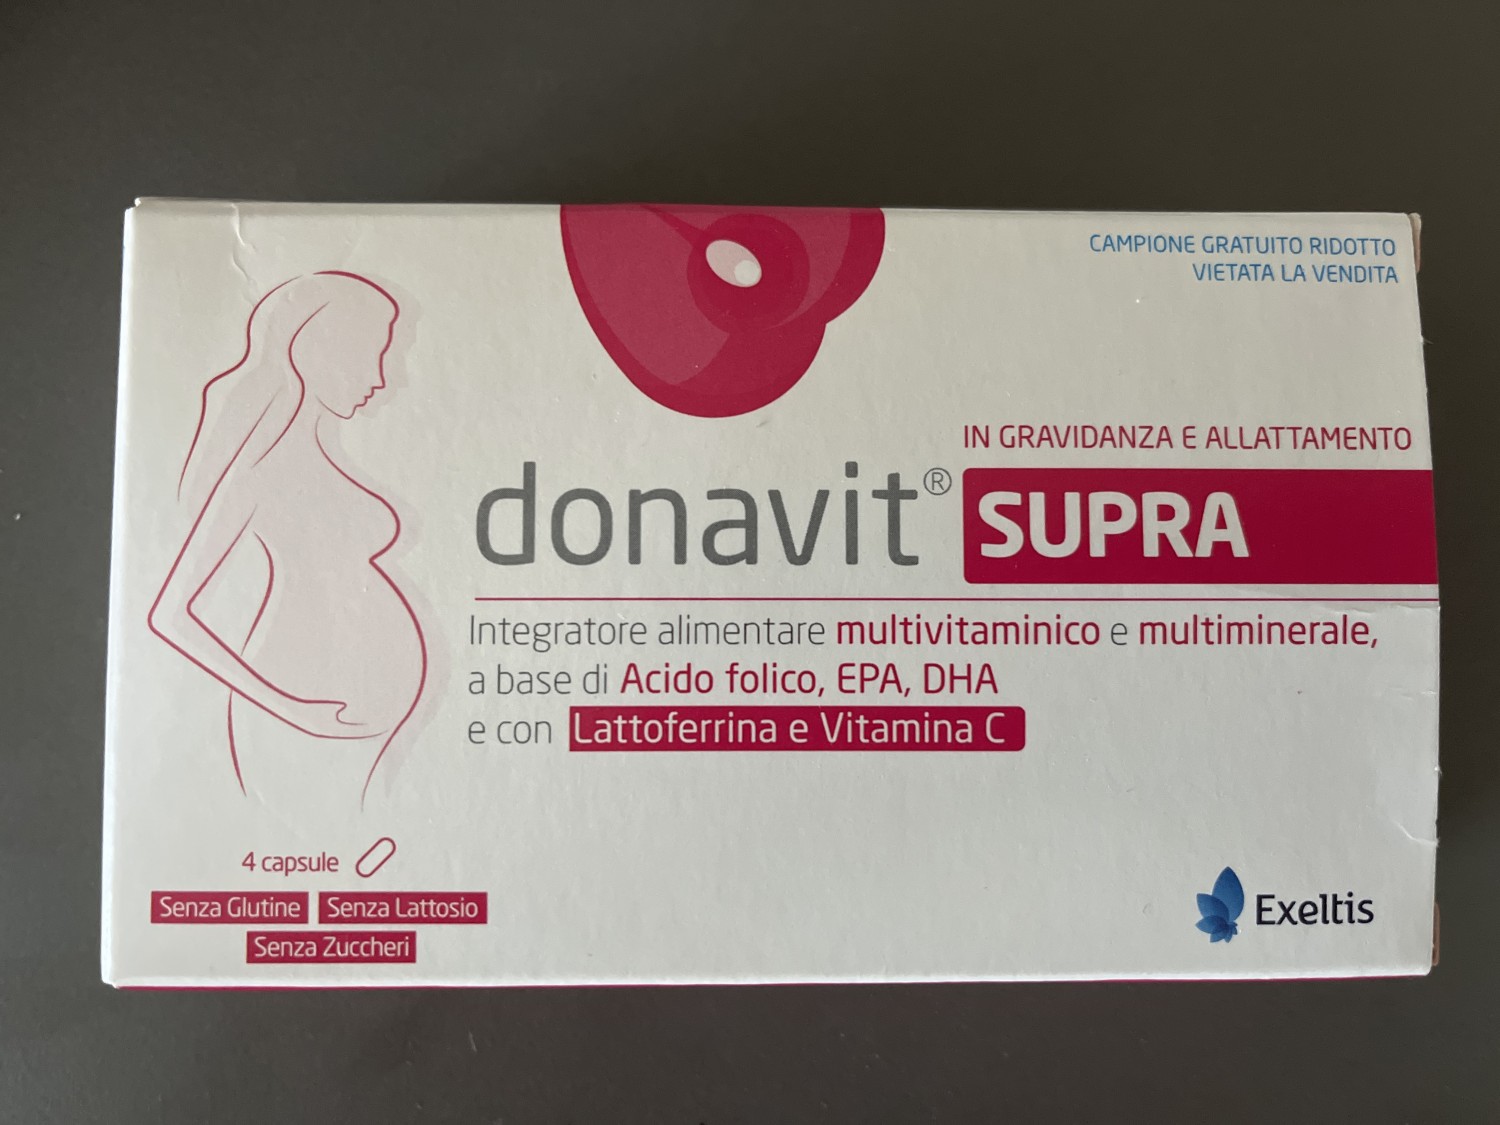 CAMPIONE GRATUITO RIDOTTO
VIETATA LA VENDITA
IN GRAVIDANZA E ALLATTAMENTO
donavit® SUPRA
Integratore alimentare multivitaminico e multiminerale,
a base di Acido folico, EPA, DHA
e con Lattoferrina e Vitamina C
4 capsule
Senza Glutine Senza Lattosio
Senza Zuccheri
Exeltis